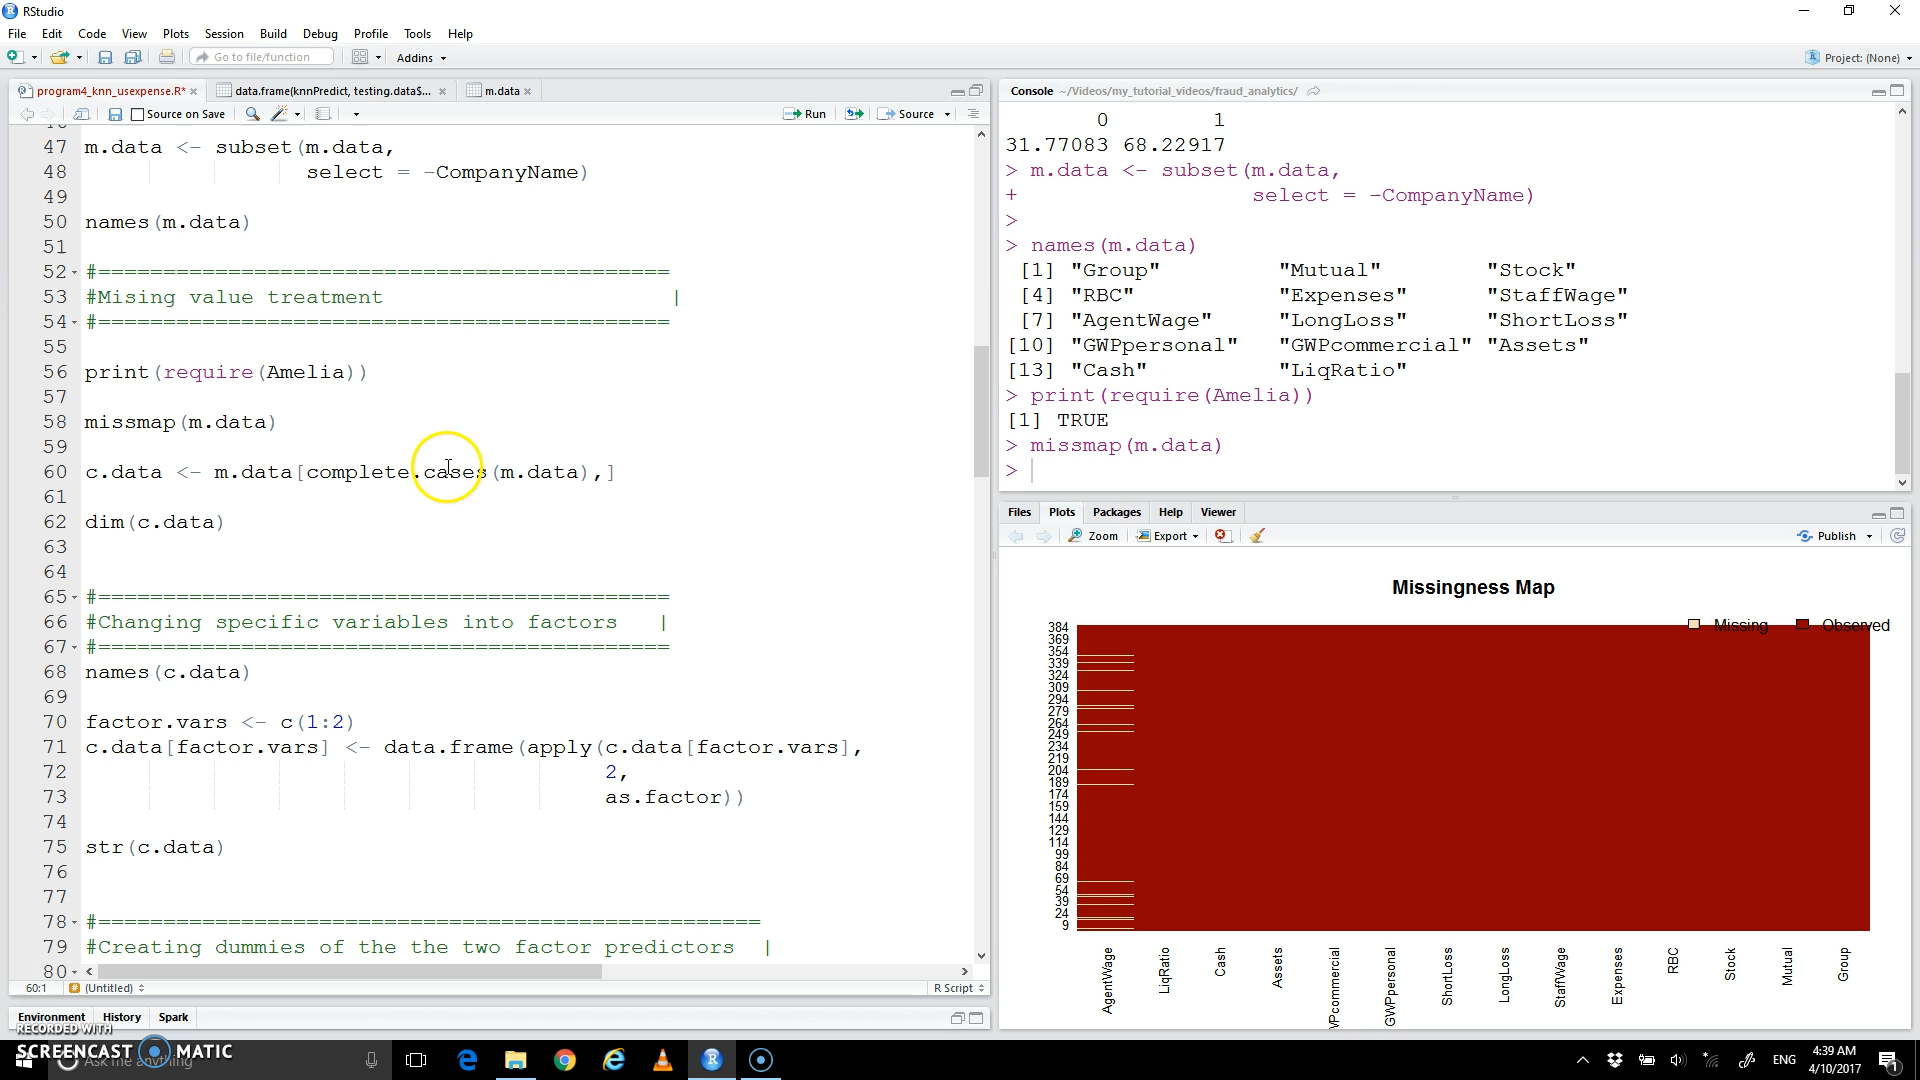 RStudio
File Edit Code View Plots Session Build Debug Profile Tools Help
Go to file/function Addins Project: (None)
program4_knn_usexpense.R* data.frame(knnPredict, testing.data$... m.data
Source on Save Run Source
47 m.data <- subset(m.data,
48 select = -CompanyName)
49
50 names(m.data)
51
52 #============================================
53 #Mising value treatment |
54 #============================================
55
56 print(require(Amelia))
57
58 missmap(m.data)
59
60 c.data <- m.data[complete.cases(m.data),]
61
62 dim(c.data)
63
64
65 #============================================
66 #Changing specific variables into factors |
67 #============================================
68 names(c.data)
69
70 factor.vars <- c(1:2)
71 c.data[factor.vars] <- data.frame(apply(c.data[factor.vars],
72 2,
73 as.factor))
74
75 str(c.data)
76
77
78 #===================================================
79 #Creating dummies of the the two factor predictors |
80
60:1 (Untitled) R Script
Environment History Spark
Console ~/Videos/my_tutorial_videos/fraud_analytics/
0 1
31.77083 68.22917
> m.data <- subset(m.data,
+ select = -CompanyName)
>
> names(m.data)
[1] "Group" "Mutual" "Stock"
[4] "RBC" "Expenses" "StaffWage"
[7] "AgentWage" "LongLoss" "ShortLoss"
[10] "GWPpersonal" "GWPcommercial" "Assets"
[13] "Cash" "LiqRatio"
> print(require(Amelia))
[1] TRUE
> missmap(m.data)
>
Files Plots Packages Help Viewer
Zoom Export Publish
Missingness Map
Missing Observed
384
369
354
339
324
309
294
279
264
249
234
219
204
189
174
159
144
129
114
99
84
69
54
39
24
9
AgentWage LiqRatio Cash Assets VPcommercial GWPpersonal ShortLoss LongLoss StaffWage Expenses RBC Stock Mutual Group
RECORDED WITH
SCREENCAST MATIC
Ask me anything
ENG 4:39 AM
4/10/2017
1